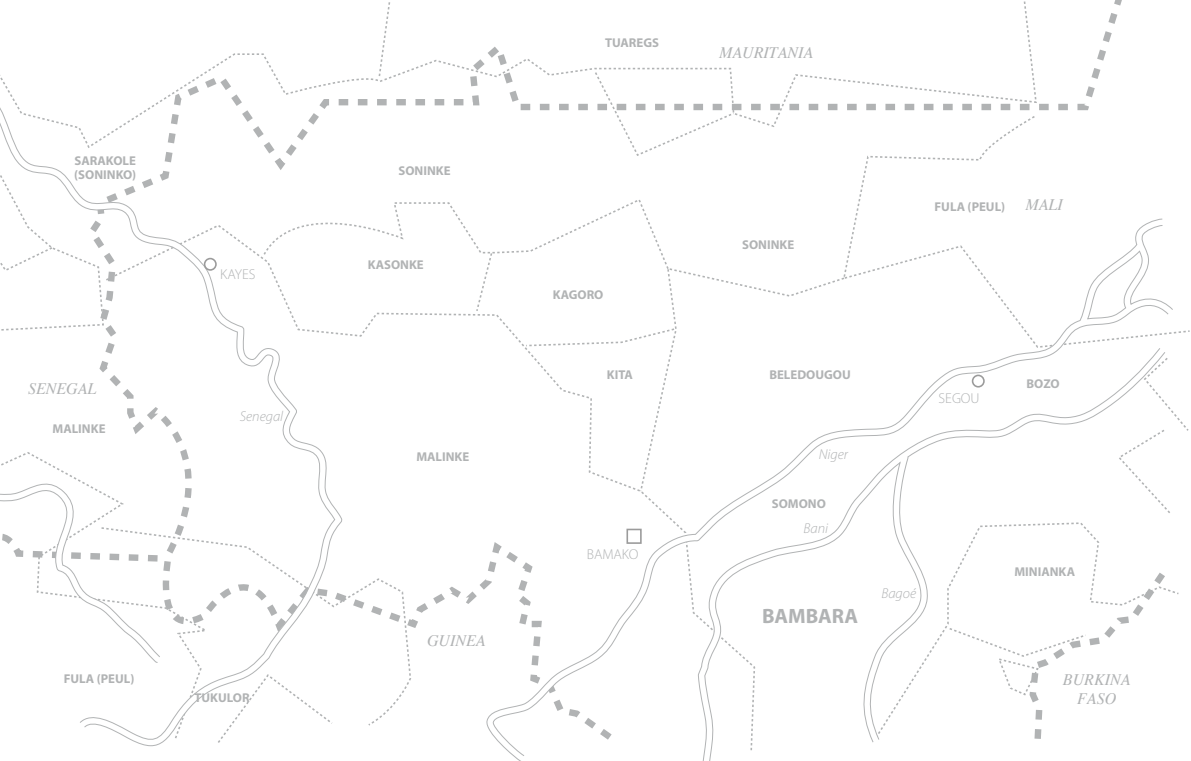 TUAREGS
MAURITANIA
SARAKOLE
(SONINKO)
SONINKE
FULA (PEUL)
MALI
SONINKE
KASONKE
KAYES
KAGORO
KITA
BELEDOUGOU
BOZO
SEGOU
SENEGAL
Senegal
MALINKE
MALINKE
Niger
SOMONO
Bani
BAMAKO
MINIANKA
Bagoé
BAMBARA
GUINEA
FULA (PEUL)
TUKULOR
BURKINA
FASO